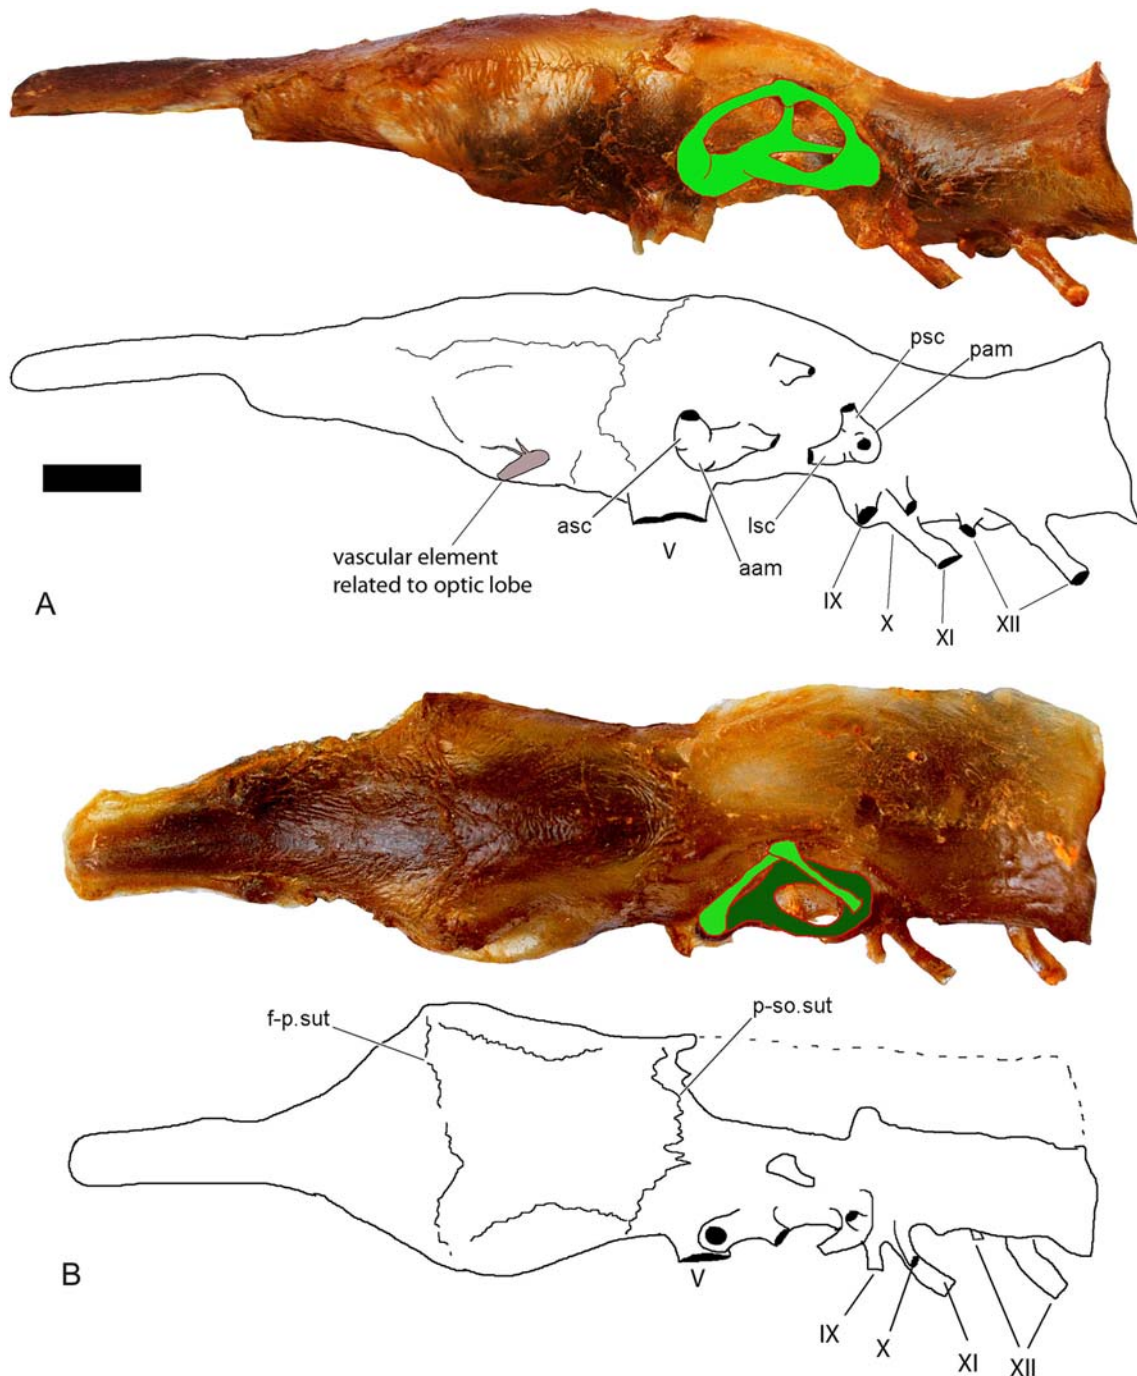 psc
pam
asc
lsc
aam
V
vascular element
related to optic lobe
IX
X
XI
XII
A
f-p.sut
p-so.sut
V
B
IX
X
XI
XII